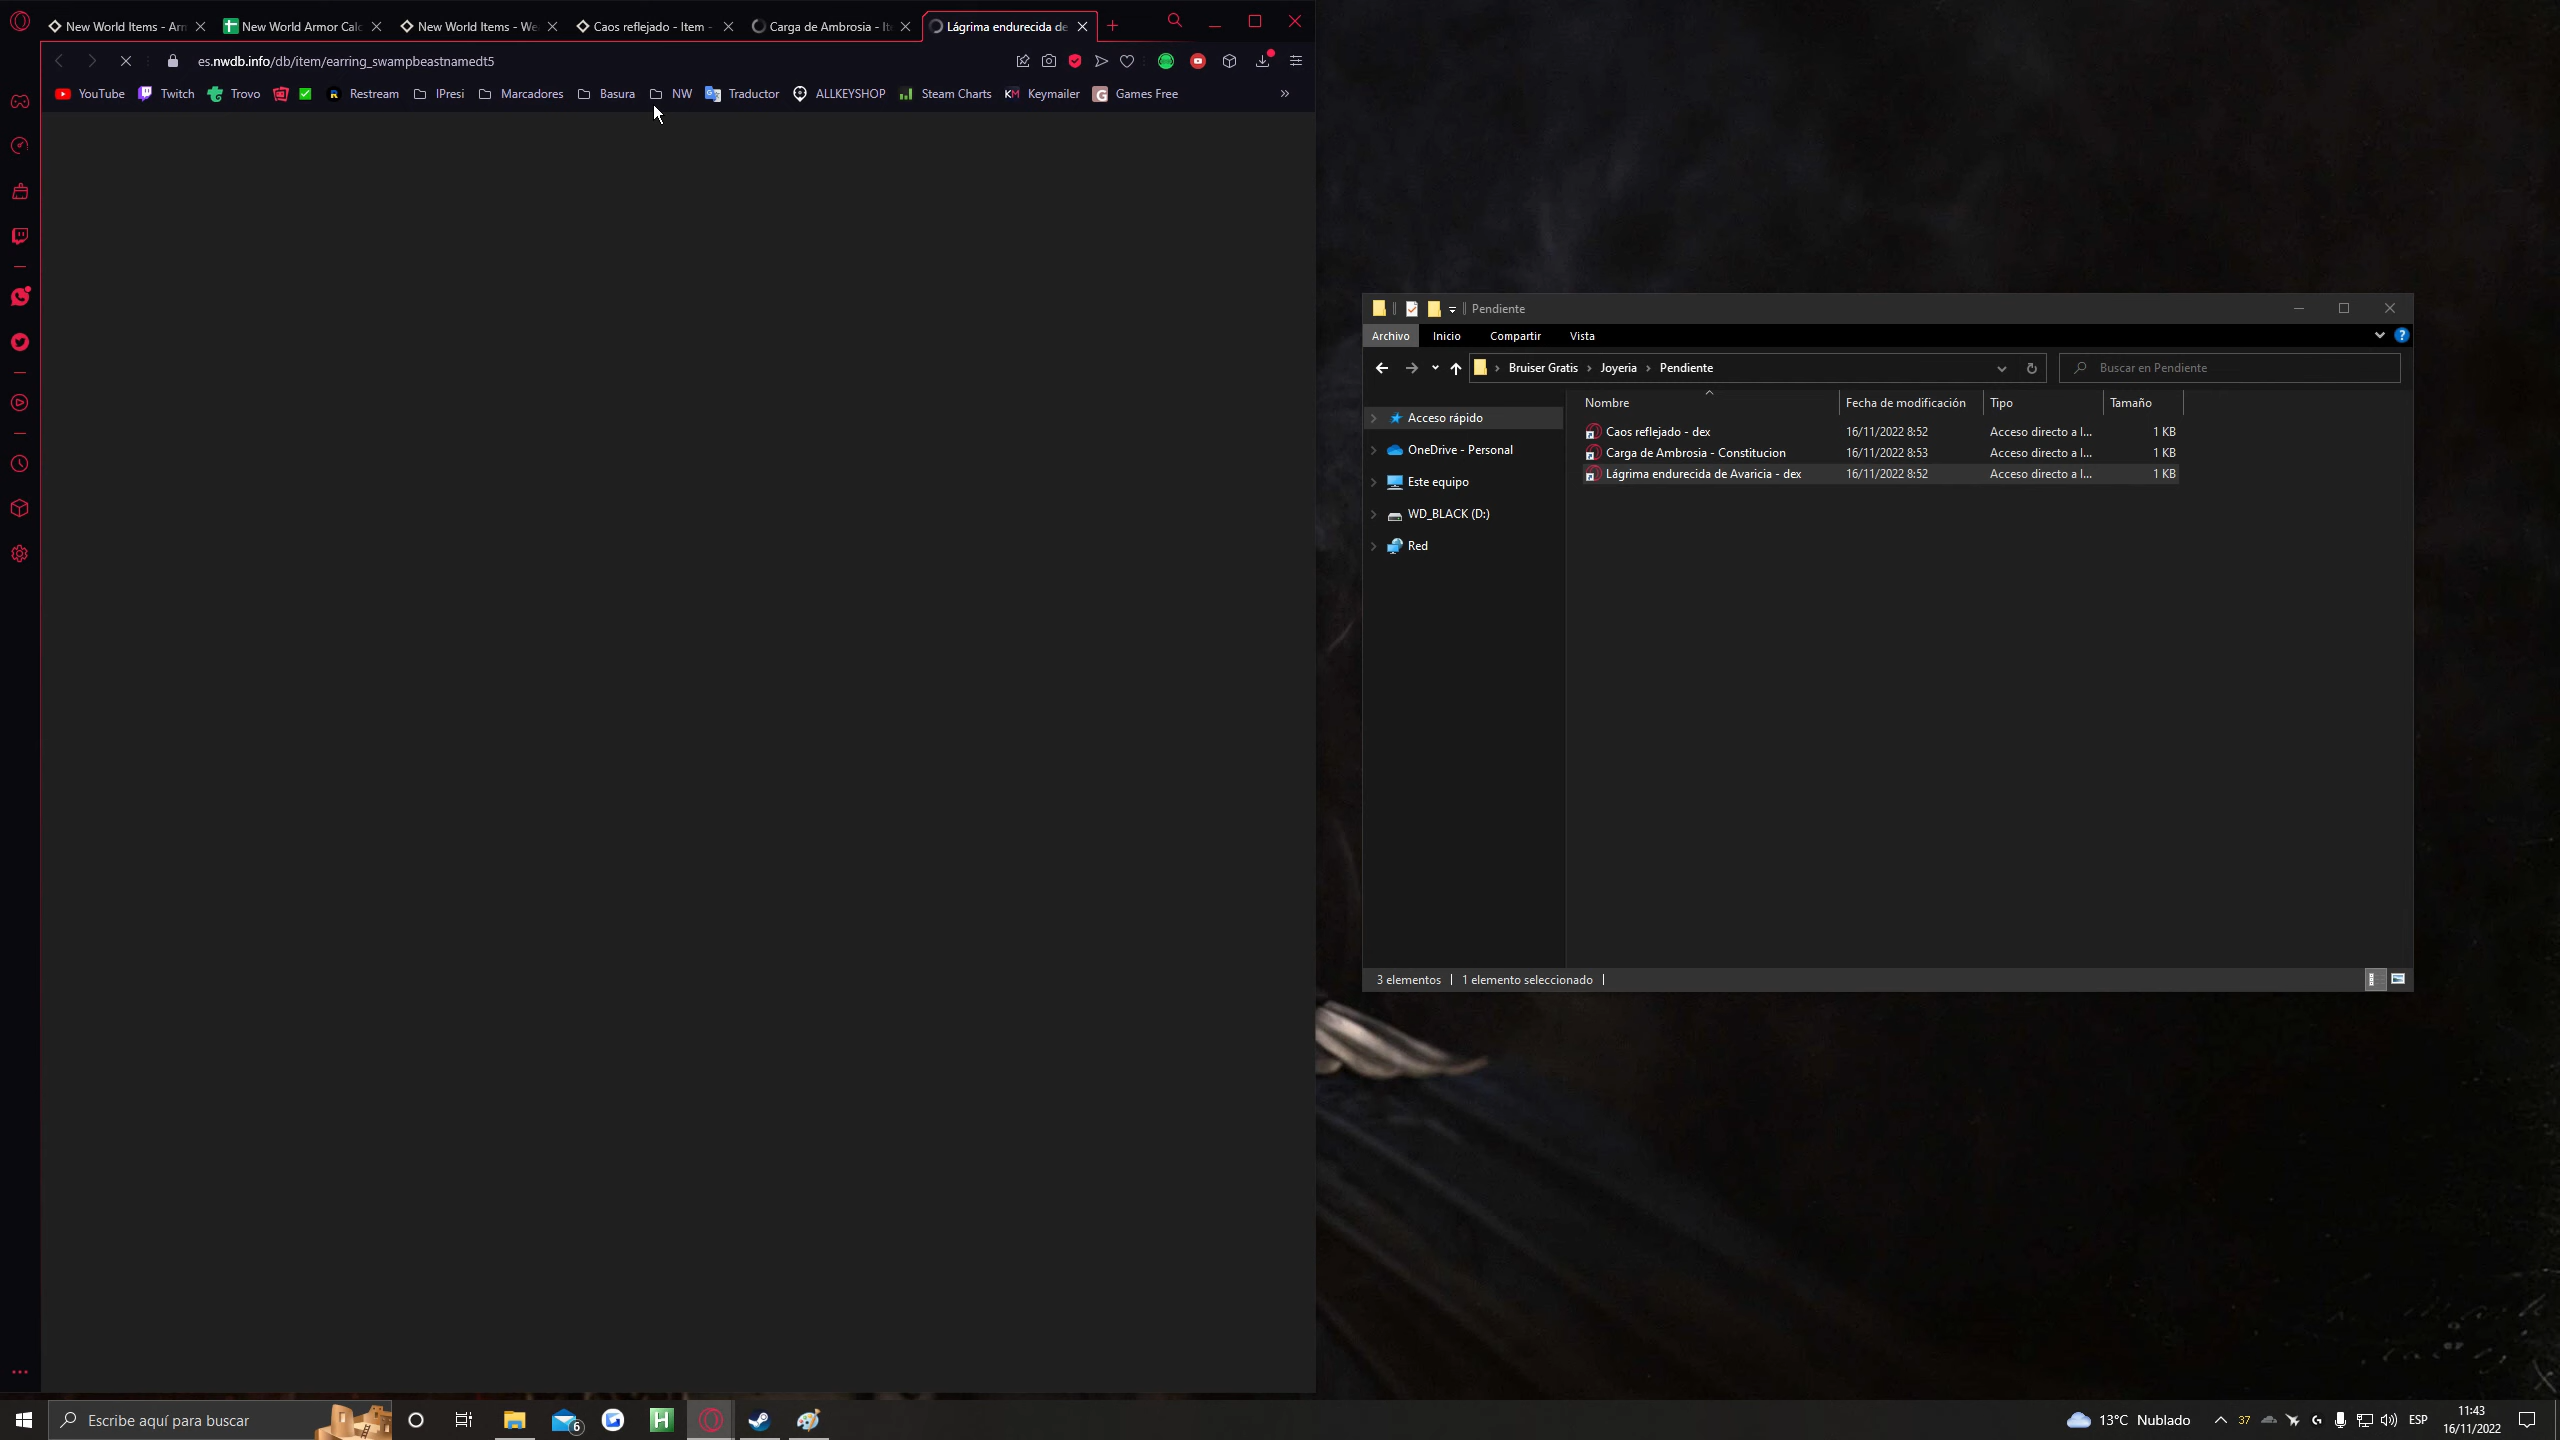 New World Items - Arm
New World Armor Calc
New World Items - We
Caos reflejado - Item -
Carga de Ambrosia - It
Lágrima endurecida de
es.nwdb.info/db/item/earring_swampbeastnamedt5
YouTube
Twitch
Trovo
Restream
IPresi
Marcadores
Basura
NW
Traductor
ALLKEYSHOP
KM Keymailer
Steam Charts
Games Free
Pendiente
Archivo Inicio Compartir Vista
Bruiser Gratis › Joyeria › Pendiente
Buscar en Pendiente
Nombre Fecha de modificación Tipo Tamaño
Caos reflejado - dex 16/11/2022 8:52 Acceso directo a I... 1 KB
Carga de Ambrosia - Constitucion 16/11/2022 8:53 Acceso directo a I... 1 KB
Lágrima endurecida de Avaricia - dex 16/11/2022 8:52 Acceso directo a I... 1 KB
Acceso rápido
OneDrive - Personal
Este equipo
WD_BLACK (D:)
Red
3 elementos 1 elemento seleccionado
Escribe aquí para buscar
6
H
13°C Nublado
37
ESP
11:43
16/11/2022